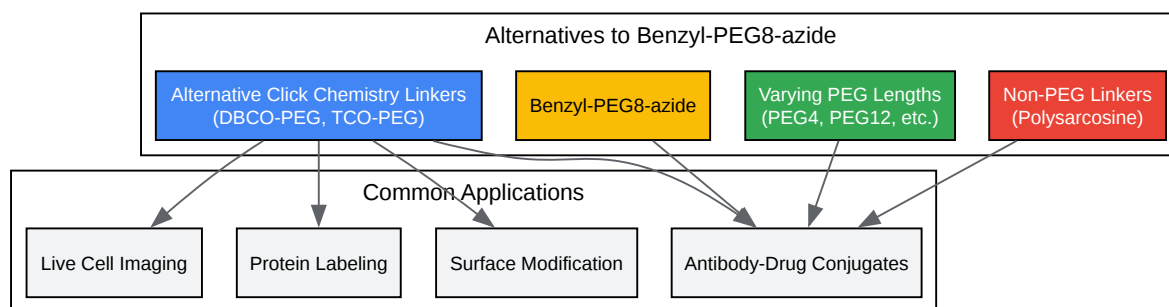 Alternatives to Benzyl-PEG8-azide
Alternative Click Chemistry Linkers
(DBCO-PEG, TCO-PEG)
Benzyl-PEG8-azide
Varying PEG Lengths
(PEG4, PEG12, etc.)
Non-PEG Linkers
(Polysarcosine)
Common Applications
Live Cell Imaging
Protein Labeling
Surface Modification
Antibody-Drug Conjugates